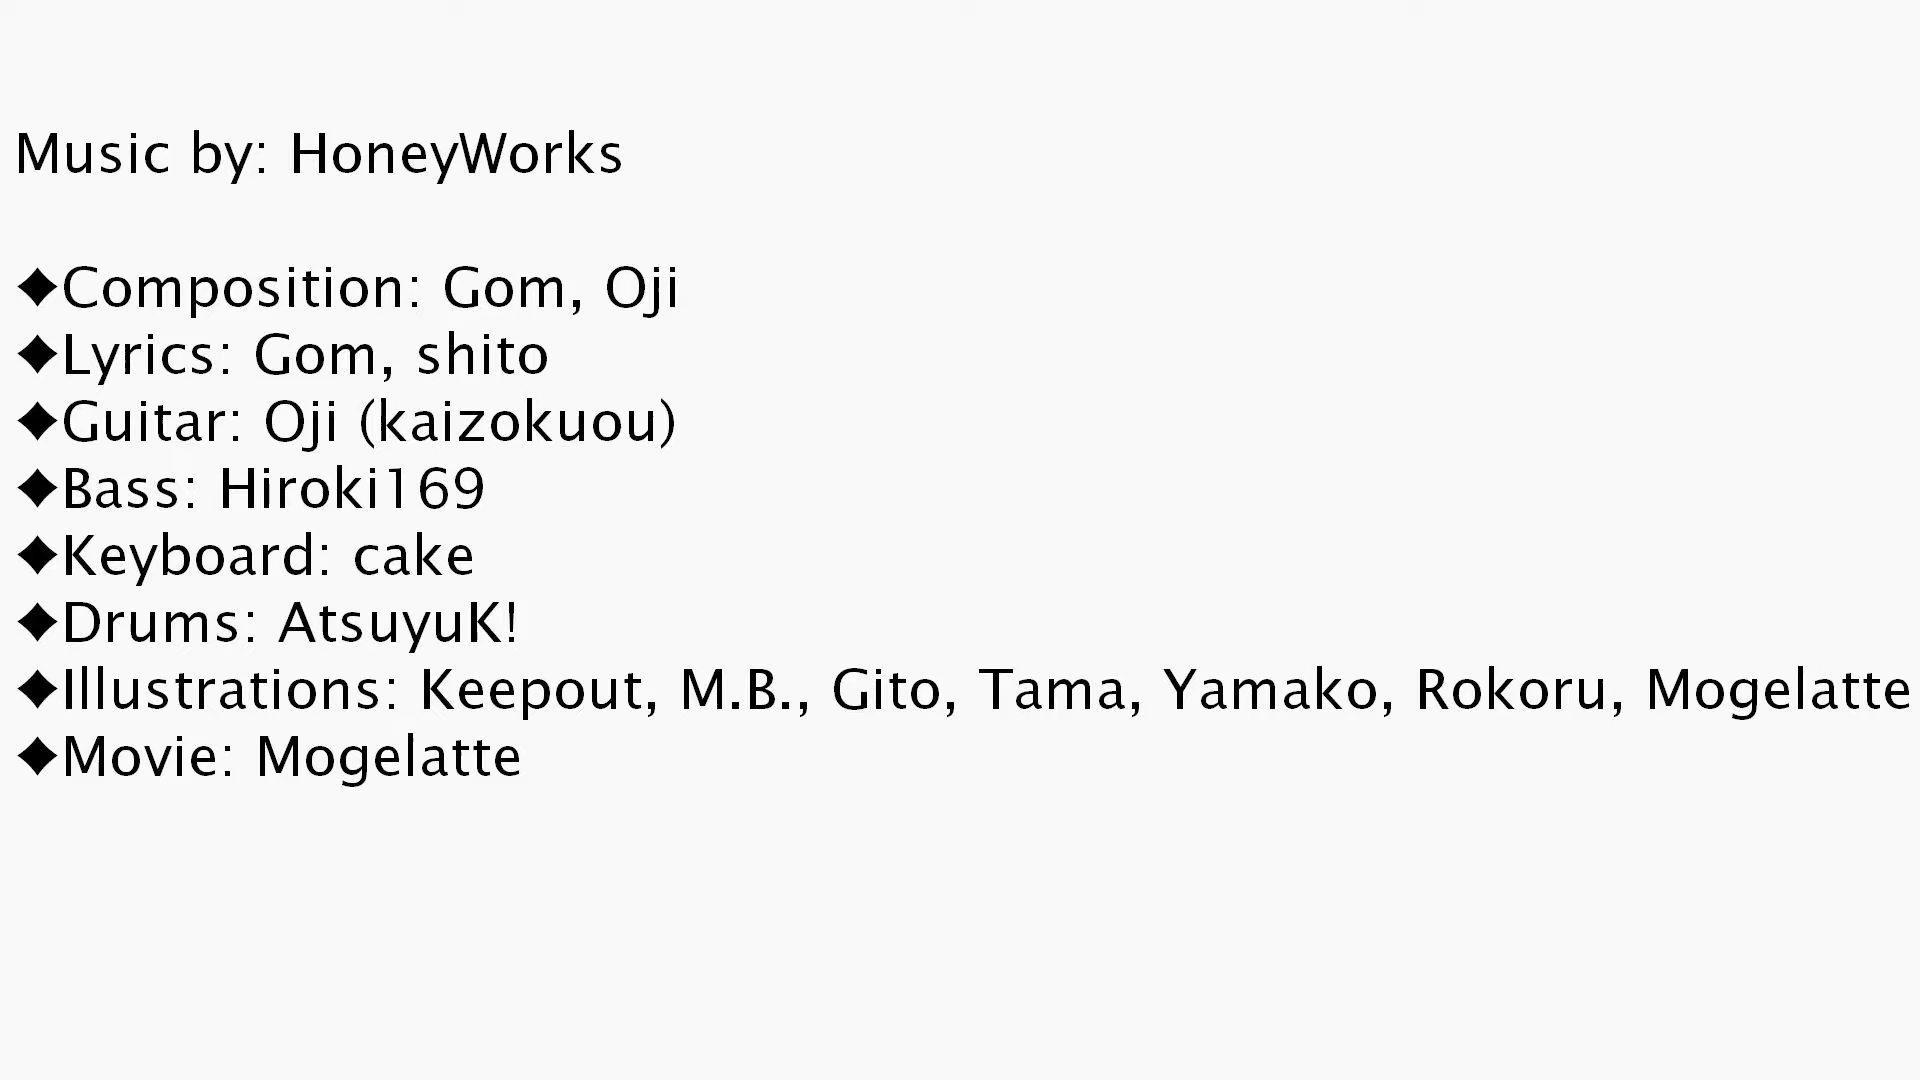 Music by: HoneyWorks
◆Composition: Gom, Oji
◆Lyrics: Gom, shito
◆Guitar: Oji (kaizokuou)
◆Bass: Hiroki169
◆Keyboard: cake
◆Drums: AtsuyuK!
◆Illustrations: Keepout, M.B., Gito, Tama, Yamako, Rokoru, Mogelatte
◆Movie: Mogelatte